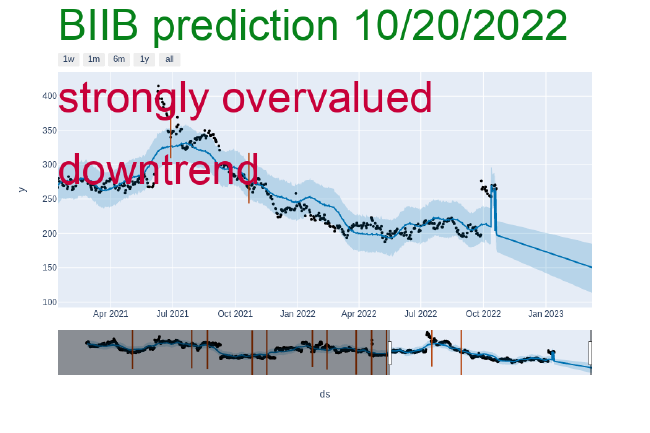 BIIB prediction 10/20/2022
1w 1m 6m 1y all
strongly overvalued
downtrend
400
350
300
250
200
150
100
y
Apr 2021 Jul 2021 Oct 2021 Jan 2022 Apr 2022 Jul 2022 Oct 2022 Jan 2023
ds